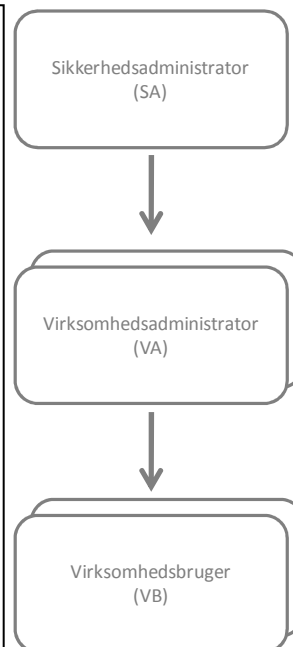 Sikkerhedsadministrator
(SA)
Virksomhedsadministrator
(VA)
Virksomhedsbruger
(VB)